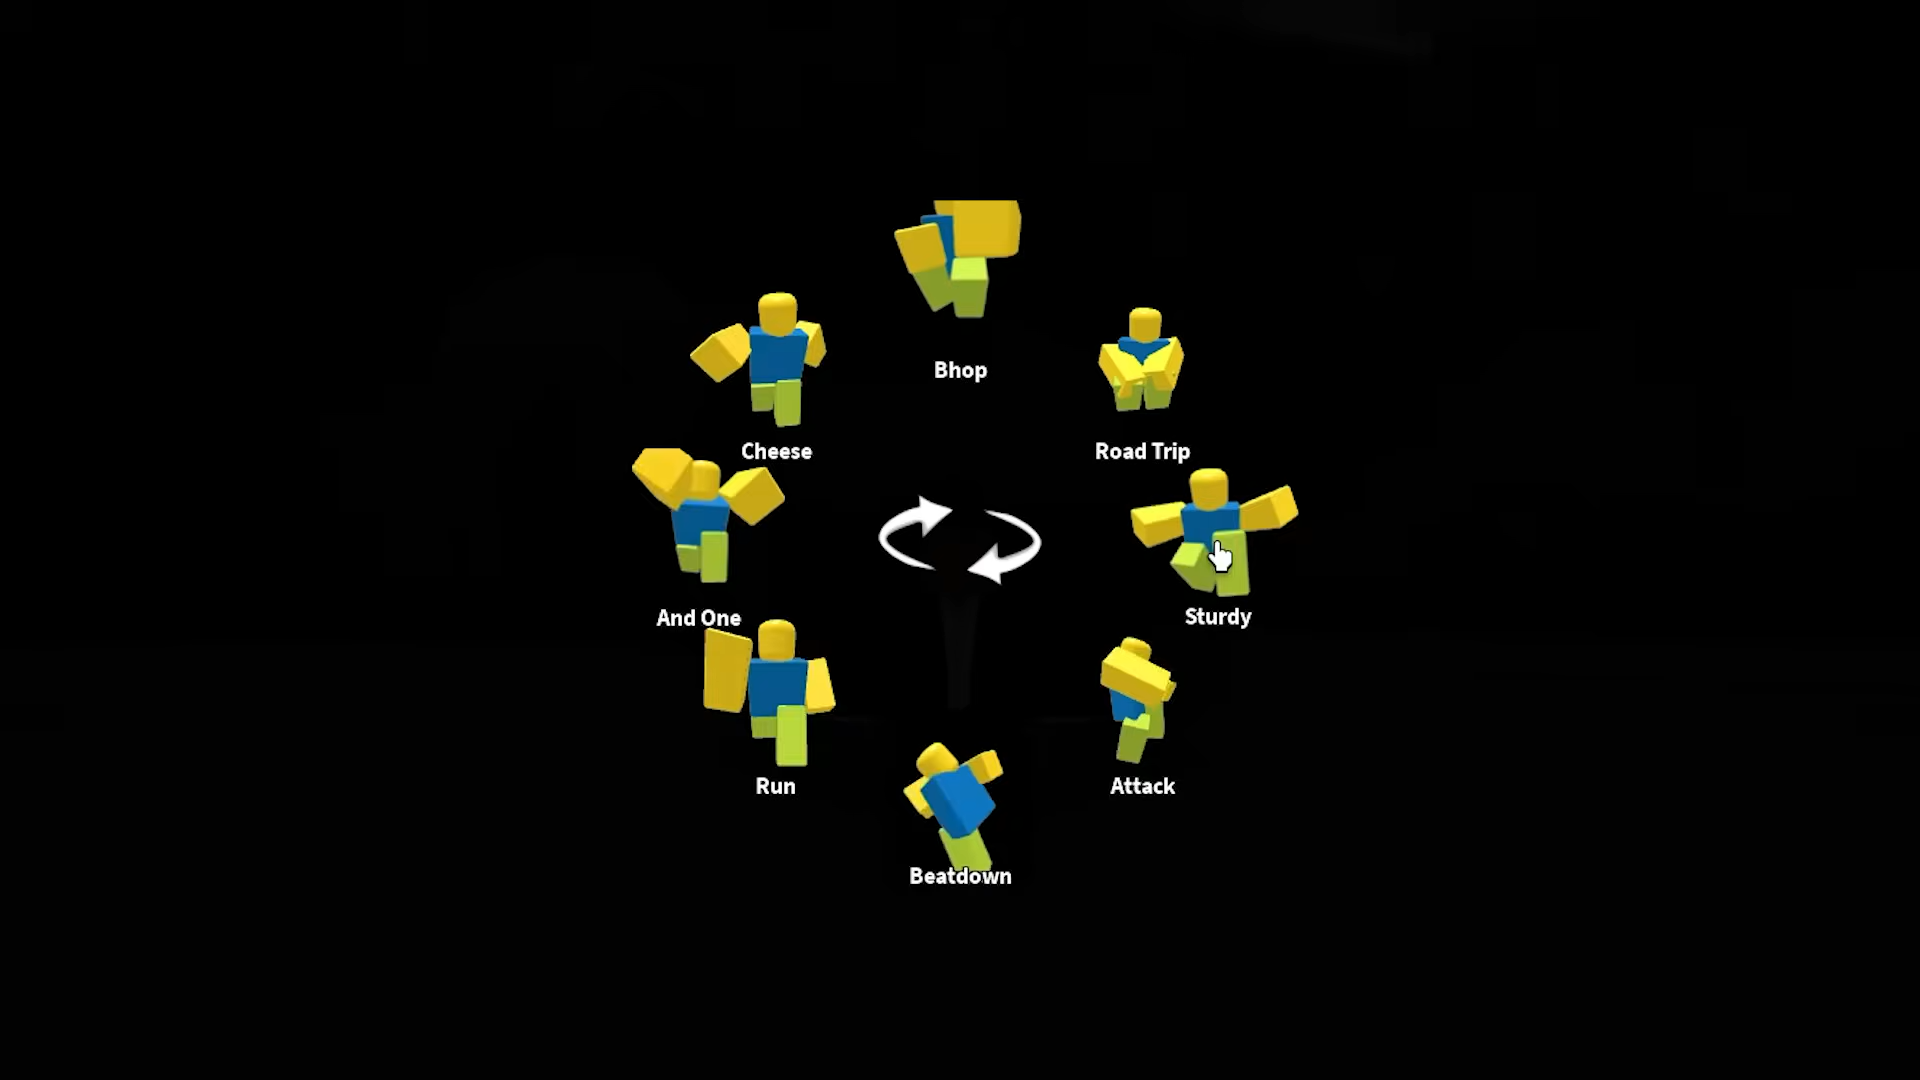 Bhop
Cheese
Road Trip
And One
Sturdy
Run
Attack
Beatdown